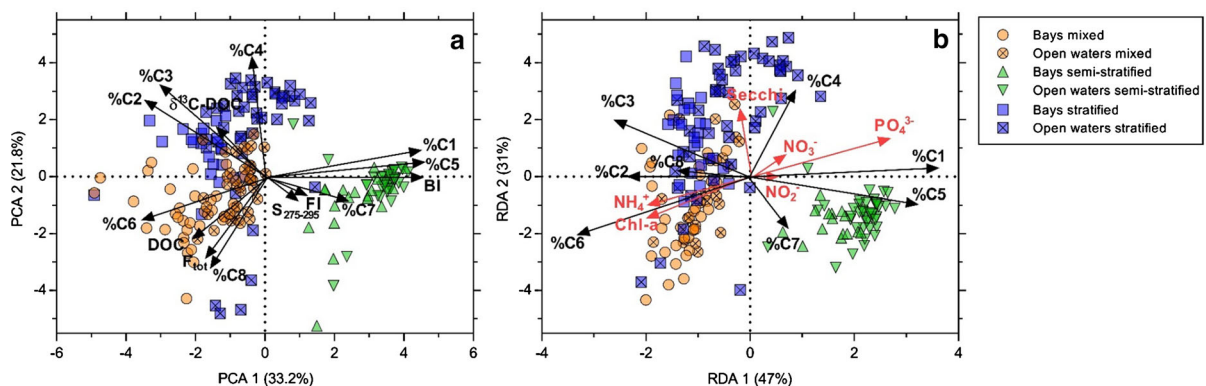 a
PCA 2 (21.8%)
4
2
0
-2
-4
-6
-4
-2
0
2
4
6
PCA 1 (33.2%)
%C4
%C3
%C2
δ¹³C-DOC
%C1
%C5
BI
FI
S275-295
%C7
%C6
DOC
Ftot
%C8
b
RDA 2 (31%)
4
2
0
-2
-4
-4
-2
0
2
4
RDA 1 (47%)
%C4
Secchi
%C3
PO₄³⁻
NO₃⁻
%C1
%C8
%C2
NO₂⁻
%C5
NH₄⁺
Chl-a
%C6
%C7
Bays mixed
Open waters mixed
Bays semi-stratified
Open waters semi-stratified
Bays stratified
Open waters stratified